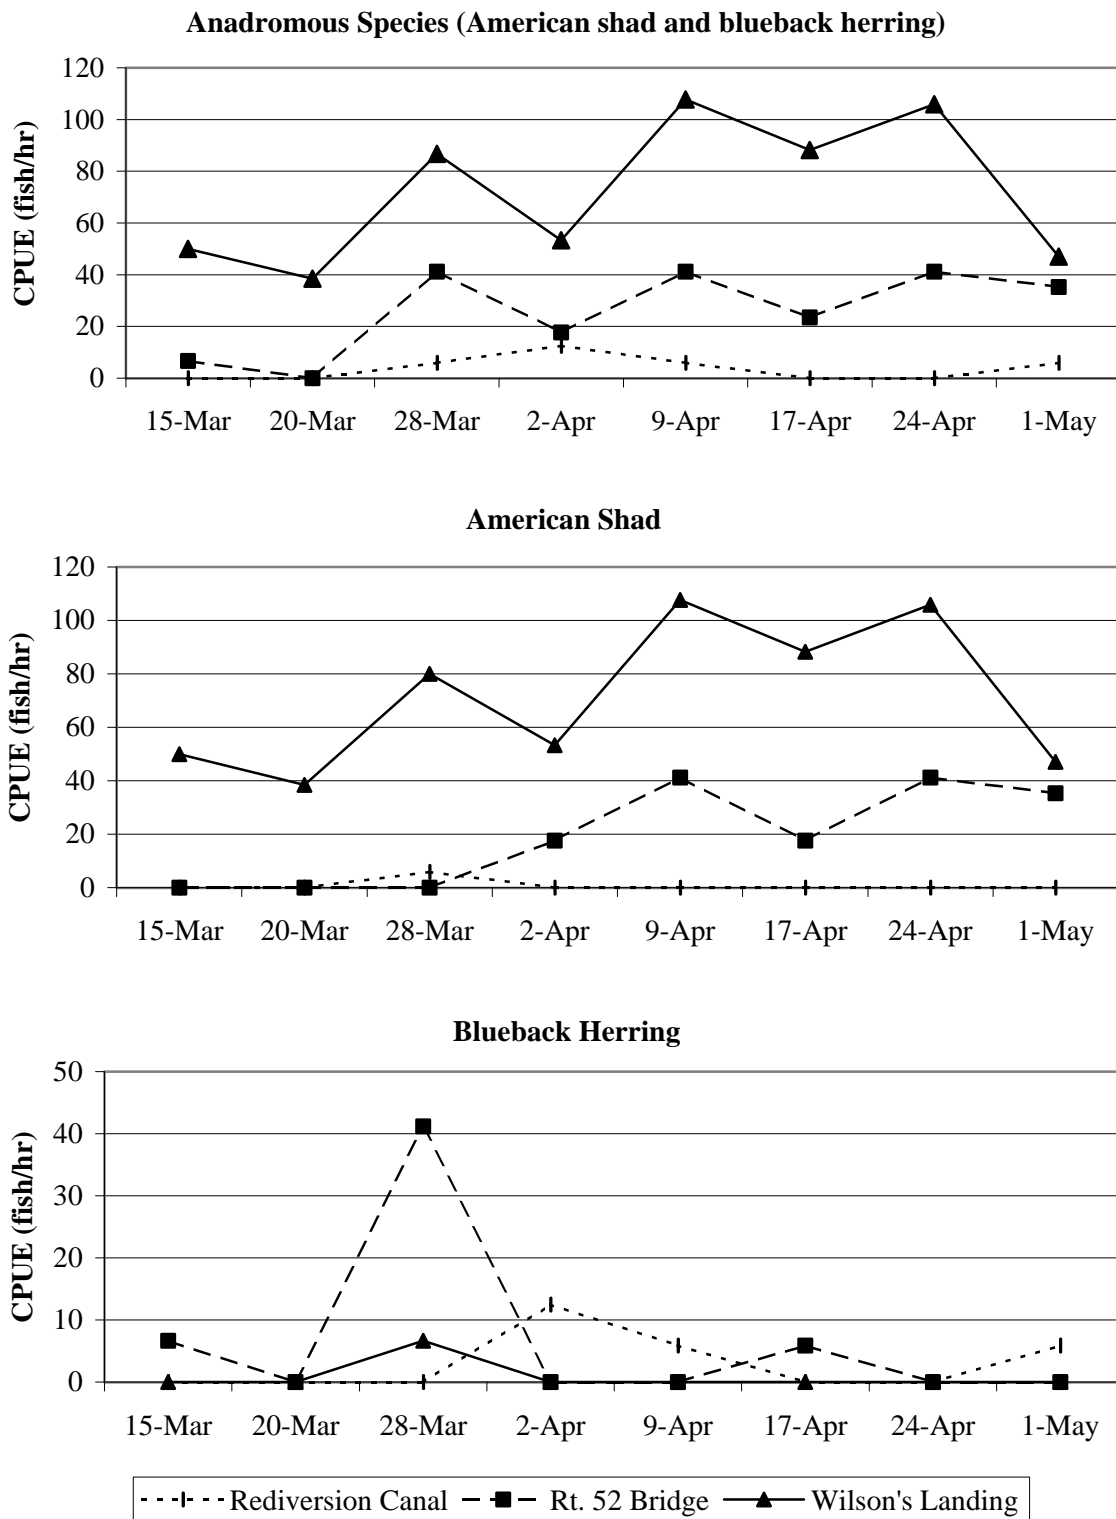 Anadromous Species (American shad and blueback herring)
120
100
80
60
40
20
0
CPUE (fish/hr)
15-Mar 20-Mar 28-Mar 2-Apr 9-Apr 17-Apr 24-Apr 1-May
American Shad
120
100
80
60
40
20
0
CPUE (fish/hr)
15-Mar 20-Mar 28-Mar 2-Apr 9-Apr 17-Apr 24-Apr 1-May
Blueback Herring
50
40
30
20
10
0
CPUE (fish/hr)
15-Mar 20-Mar 28-Mar 2-Apr 9-Apr 17-Apr 24-Apr 1-May
Rediversion Canal Rt. 52 Bridge Wilson's Landing